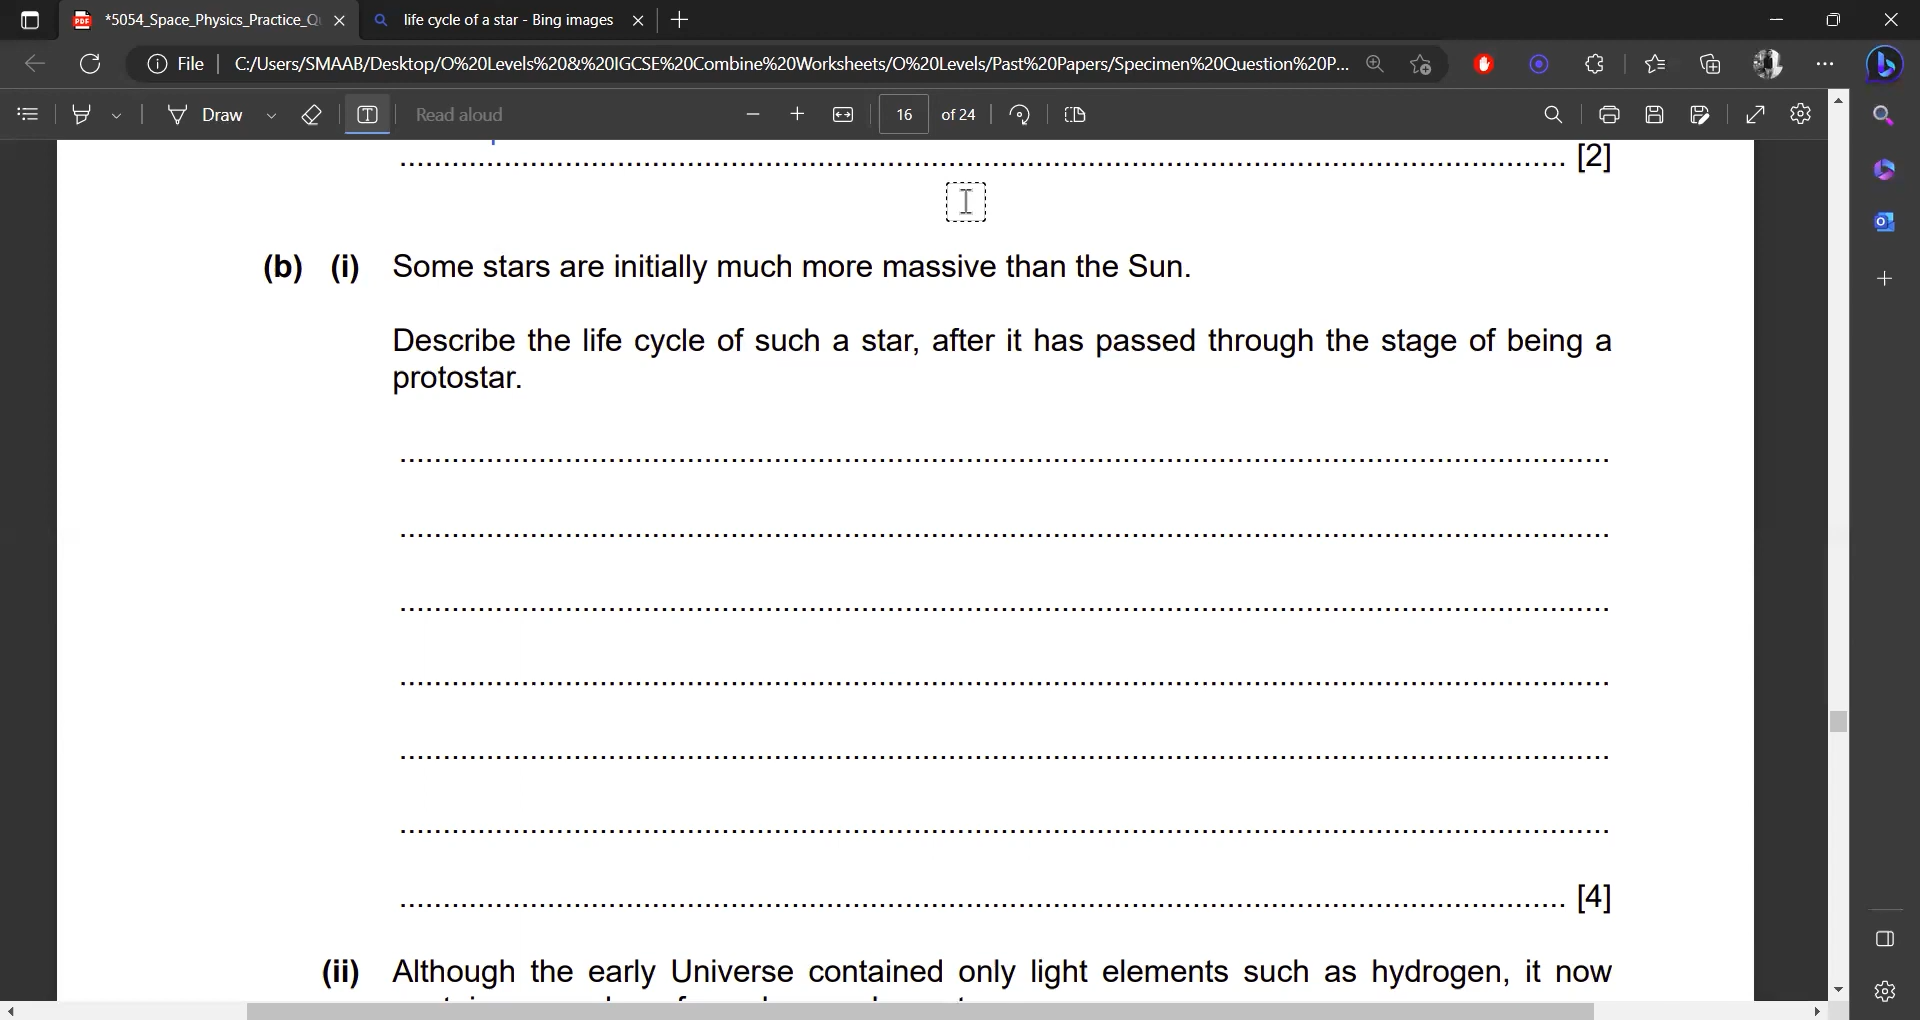 *5054_Space_Physics_Practice_Q
life cycle of a star - Bing images
File
C:/Users/SMAAB/Desktop/O%20Levels%20&%20IGCSE%20Combine%20Worksheets/O%20Levels/Past%20Papers/Specimen%20Question%20P...
Draw
Read aloud
16 of 24
[2]
(b) (i) Some stars are initially much more massive than the Sun.
Describe the life cycle of such a star, after it has passed through the stage of being a
protostar.
[4]
(ii) Although the early Universe contained only light elements such as hydrogen, it now